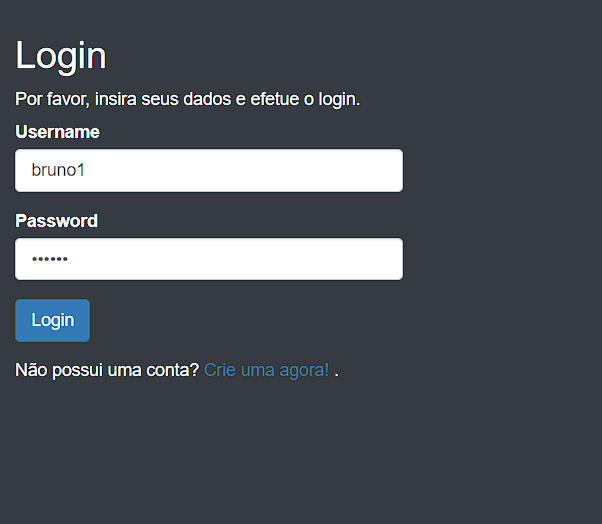 Login
Por favor, insira seus dados e efetue o login.
Username
bruno1
Password
••••••
Login
Não possui uma conta? Crie uma agora! .